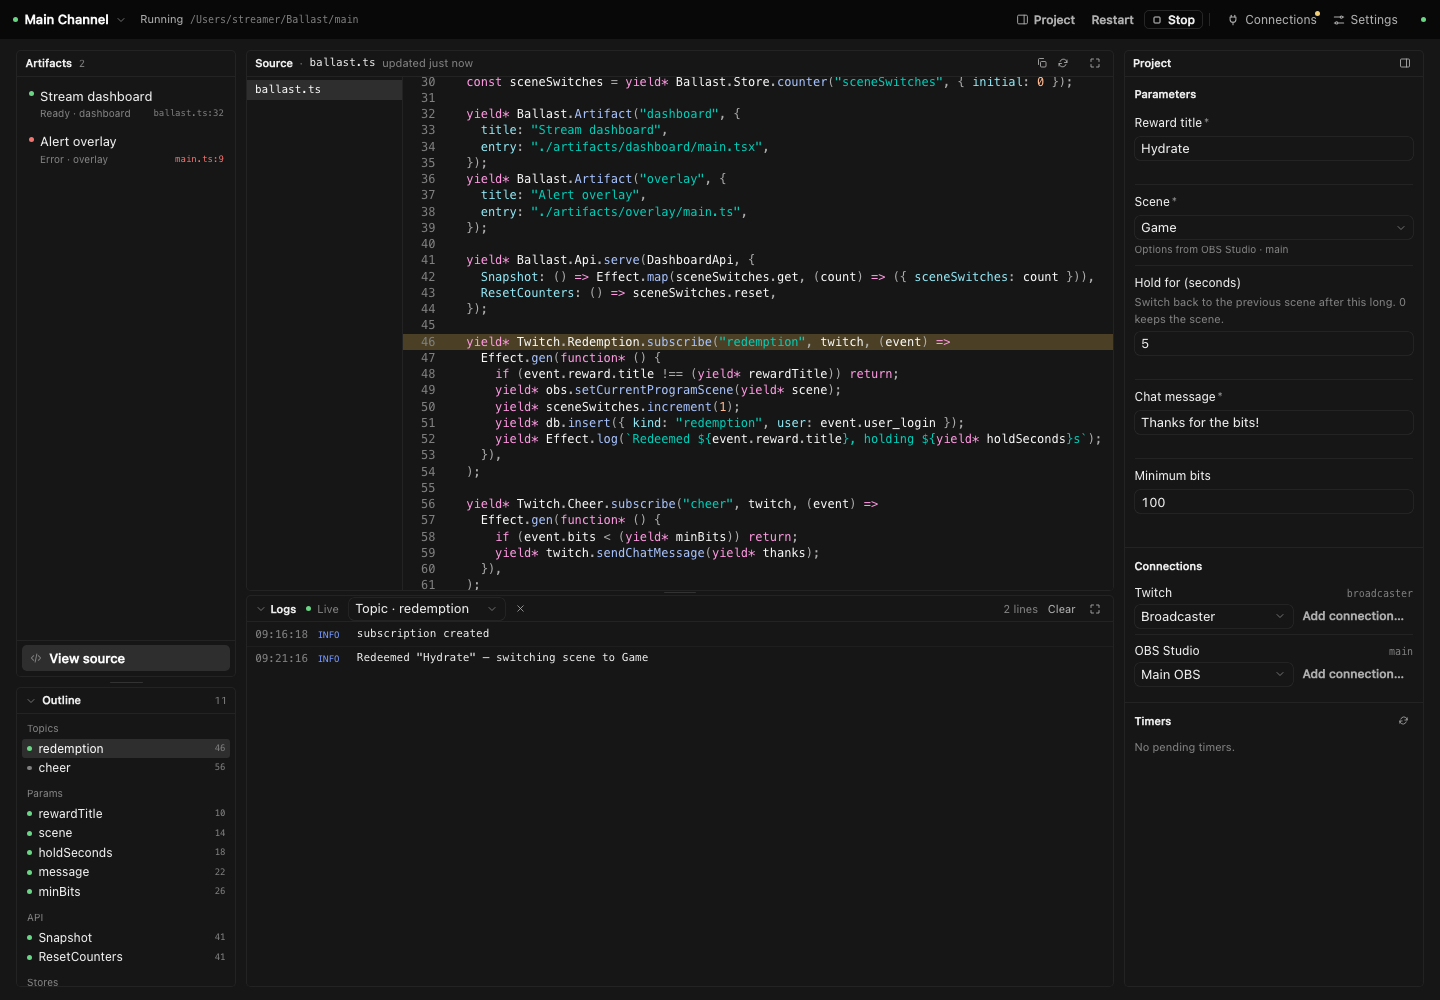 Main Channel
Running /Users/streamer/Ballast/main
Project
Restart
Stop
Connections
Settings
Artifacts 2
Stream dashboard
Ready · dashboard ballast.ts:32
Alert overlay
Error · overlay main.ts:9
View source
Outline 11
Topics
redemption 46
cheer 56
Params
rewardTitle 10
scene 14
holdSeconds 18
message 22
minBits 26
API
Snapshot 41
ResetCounters 41
Stores
Source · ballast.ts updated just now
ballast.ts
30 const sceneSwitches = yield* Ballast.Store.counter("sceneSwitches", { initial: 0 });
31
32 yield* Ballast.Artifact("dashboard", {
33 title: "Stream dashboard",
34 entry: "./artifacts/dashboard/main.tsx",
35 });
36 yield* Ballast.Artifact("overlay", {
37 title: "Alert overlay",
38 entry: "./artifacts/overlay/main.ts",
39 });
40
41 yield* Ballast.Api.serve(DashboardApi, {
42 Snapshot: () => Effect.map(sceneSwitches.get, (count) => ({ sceneSwitches: count })),
43 ResetCounters: () => sceneSwitches.reset,
44 });
45
46 yield* Twitch.Redemption.subscribe("redemption", twitch, (event) =>
47 Effect.gen(function* () {
48 if (event.reward.title !== (yield* rewardTitle)) return;
49 yield* obs.setCurrentProgramScene(yield* scene);
50 yield* sceneSwitches.increment(1);
51 yield* db.insert({ kind: "redemption", user: event.user_login });
52 yield* Effect.log(`Redeemed ${event.reward.title}, holding ${yield* holdSeconds}s`);
53 }),
54 );
55
56 yield* Twitch.Cheer.subscribe("cheer", twitch, (event) =>
57 Effect.gen(function* () {
58 if (event.bits < (yield* minBits)) return;
59 yield* twitch.sendChatMessage(yield* thanks);
60 }),
61 );
Logs Live Topic · redemption 2 lines Clear
09:16:18 INFO subscription created
09:21:16 INFO Redeemed "Hydrate" — switching scene to Game
Project
Parameters
Reward title*
Hydrate
Scene*
Game
Options from OBS Studio · main
Hold for (seconds)
Switch back to the previous scene after this long. 0
keeps the scene.
5
Chat message*
Thanks for the bits!
Minimum bits
100
Connections
Twitch broadcaster
Broadcaster Add connection...
OBS Studio main
Main OBS Add connection...
Timers
No pending timers.